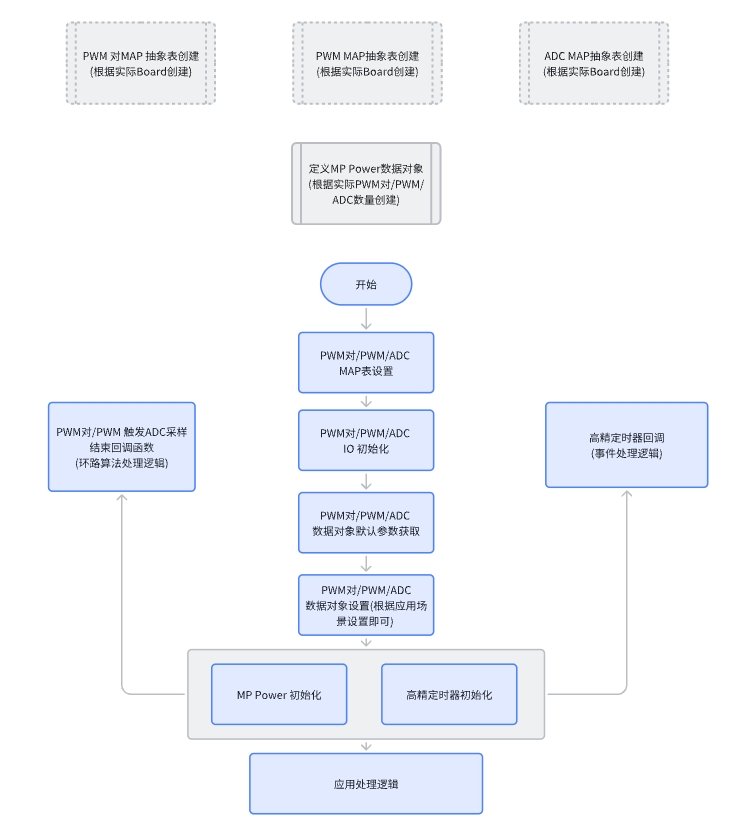 PWM 对MAP 抽象表创建
(根据实际Board创建)
PWM MAP抽象表创建
(根据实际Board创建)
ADC MAP抽象表创建
(根据实际Board创建)
定义MP Power数据对象
(根据实际PWM对/PWM/
ADC数量创建)
开始
PWM对/PWM/ADC
MAP表设置
PWM对/PWM 触发ADC采样
结束回调函数
(环路算法处理逻辑)
PWM对/PWM/ADC
IO 初始化
高精定时器回调
(事件处理逻辑)
PWM对/PWM/ADC
数据对象默认参数获取
PWM对/PWM/ADC
数据对象设置(根据应用场
景设置即可)
MP Power 初始化
高精定时器初始化
应用处理逻辑